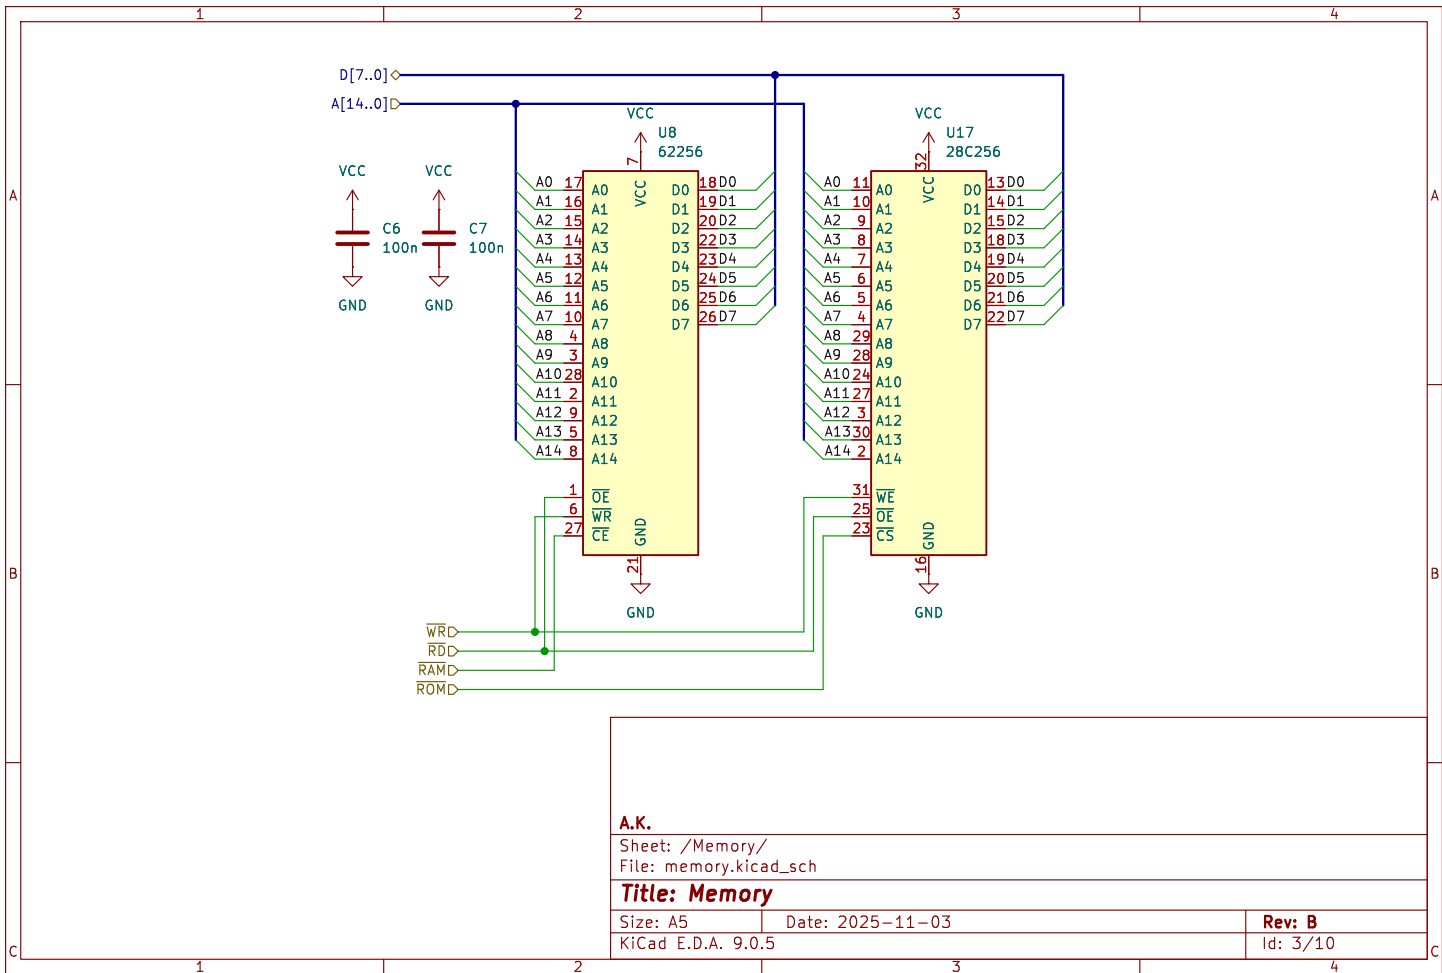 1 2 3 4
D[7..0]
A[14..0]
VCC
U8
62256
VCC
U17
28C256
VCC
C6
100n
GND
VCC
C7
100n
GND
A
B
C
7 VCC
A0 17 A0
A1 16 A1
A2 15 A2
A3 14 A3
A4 13 A4
A5 12 A5
A6 11 A6
A7 10 A7
A8 4 A8
A9 3 A9
A10 28 A10
A11 2 A11
A12 9 A12
A13 5 A13
A14 8 A14
1 OE
6 WR
27 CE
D0 18 D0
D1 19 D1
D2 20 D2
D3 22 D3
D4 23 D4
D5 24 D5
D6 25 D6
D7 26 D7
GND 21
GND
32 VCC
A0 11 A0
A1 10 A1
A2 9 A2
A3 8 A3
A4 7 A4
A5 6 A5
A6 5 A6
A7 4 A7
A8 29 A8
A9 28 A9
A10 24 A10
A11 27 A11
A12 3 A12
A13 30 A13
A14 2 A14
31 WE
25 OE
23 CS
D0 13 D0
D1 14 D1
D2 15 D2
D3 18 D3
D4 19 D4
D5 20 D5
D6 21 D6
D7 22 D7
GND 16
GND
WR
RD
RAM
ROM
A
B
C
A.K.
Sheet: /Memory/
File: memory.kicad_sch
Title: Memory
Size: A5 Date: 2025-11-03 Rev: B
KiCad E.D.A. 9.0.5 Id: 3/10
1 2 3 4